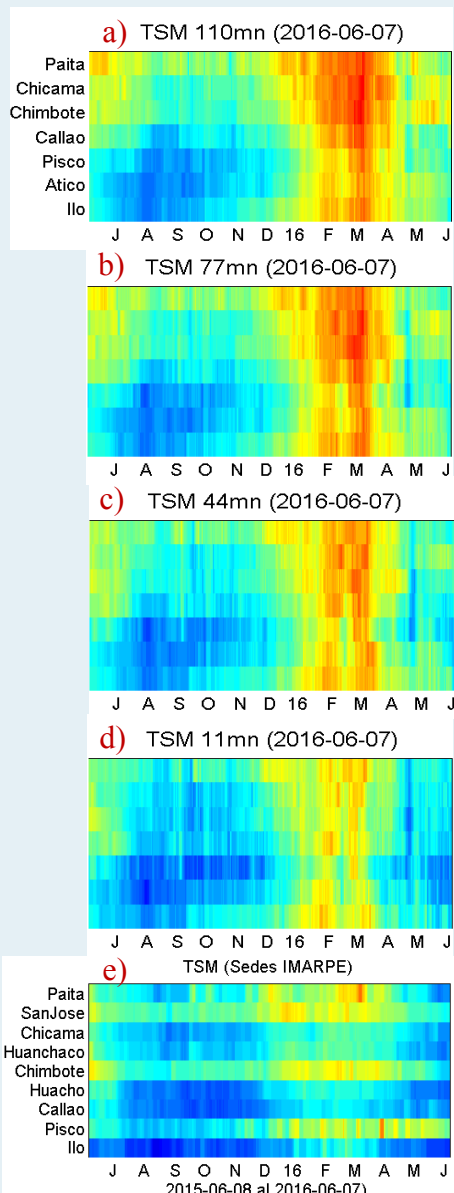 a) TSM 110mn (2016-06-07)
Paita
Chicama
Chimbote
Callao
Pisco
Atico
Ilo
J A S O N D 16 F M A M J
b) TSM 77mn (2016-06-07)
J A S O N D 16 F M A M J
c) TSM 44mn (2016-06-07)
J A S O N D 16 F M A M J
d) TSM 11mn (2016-06-07)
J A S O N D 16 F M A M J
e) TSM (Sedes IMARPE)
Paita
SanJose
Chicama
Huanchaco
Chimbote
Huacho
Callao
Pisco
Ilo
J A S O N D 16 F M A M J
2015-06-08 al 2016-06-07)